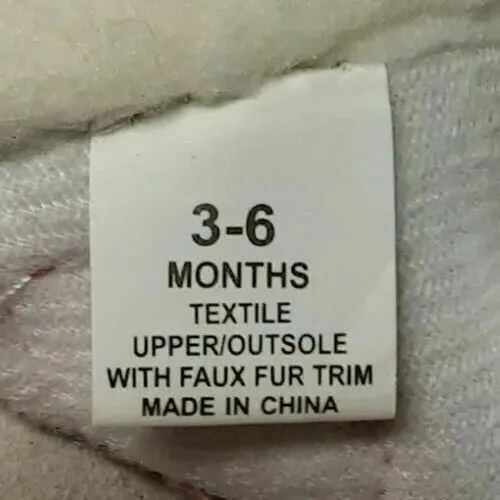 3-6
MONTHS
TEXTILE
UPPER/OUTSOLE
WITH FAUX FUR TRIM
MADE IN CHINA